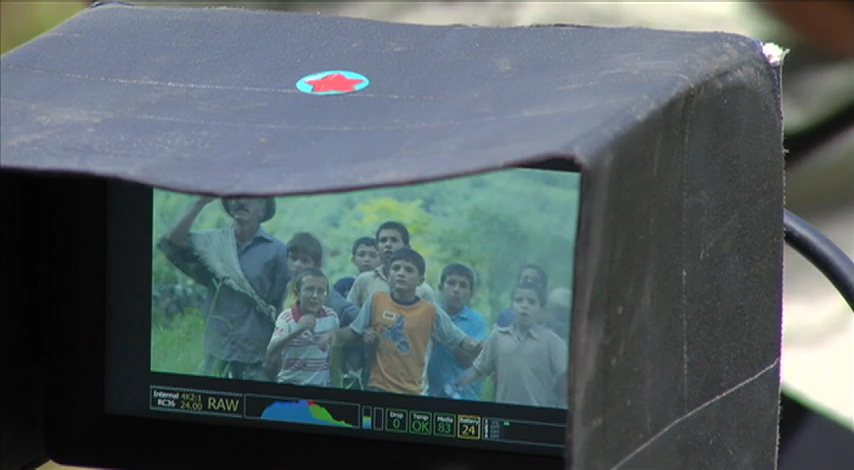 Internal 4K2:1
RC36 24.00 RAW
Drop Temp Media Battery
0 OK 83 24